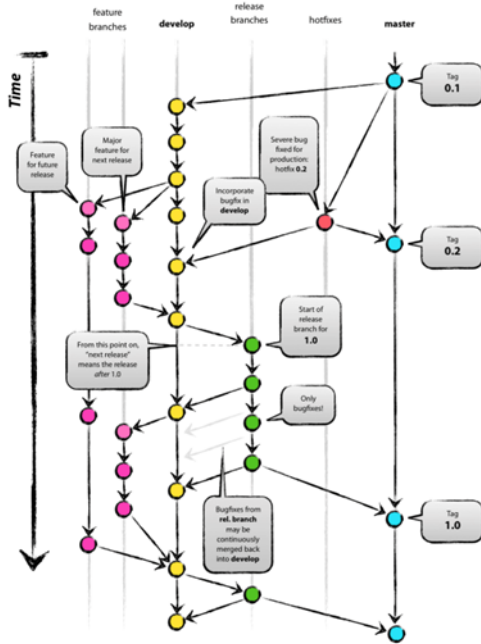 feature
branches
develop
release
branches
hotfixes
master
Time
Tag
0.1
Major
feature for
next release
Feature
for future
release
Severe bug
fixed for
production:
hotfix 0.2
Incorporate
bugfix in
develop
Tag
0.2
Start of
release
branch for
1.0
From this point on,
"next release"
means the release
after 1.0
Only
bugfixes!
Bugfixes from
rel. branch
may be
continuously
merged back
into develop
Tag
1.0